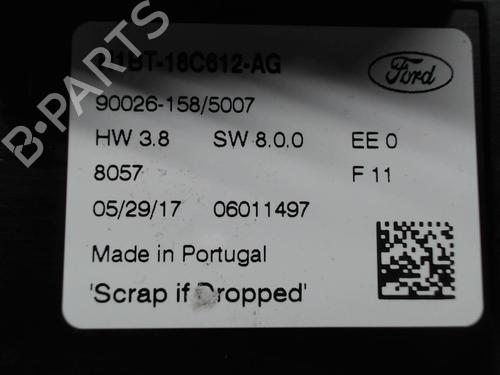 18C612-AG
Ford
90026-158/5007
HW 3.8 SW 8.0.0 EE 0
8057 F 11
05/29/17 06011497
Made in Portugal
'Scrap if Dropped'
B-Parts